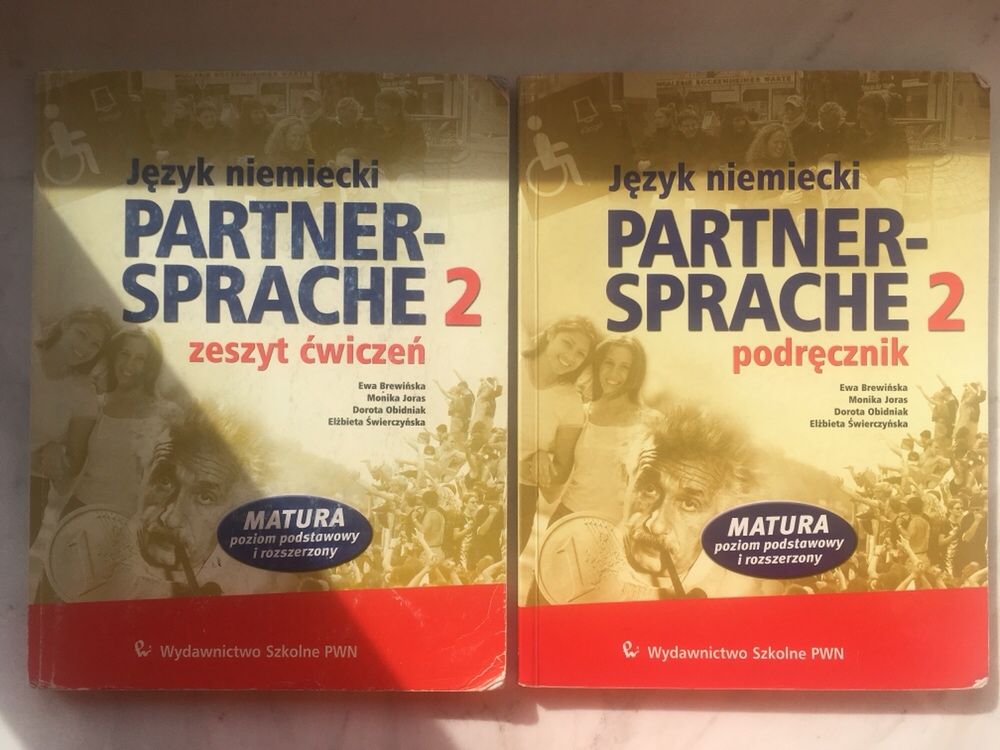 Język niemiecki
PARTNER-
SPRACHE 2
zeszyt ćwiczeń
Ewa Brewińska
Monika Joras
Dorota Obidniak
Elżbieta Świerczyńska
MATURA
poziom podstawowy
i rozszerzony
Wydawnictwo Szkolne PWN
Język niemiecki
PARTNER-
SPRACHE 2
podręcznik
Ewa Brewińska
Monika Joras
Dorota Obidniak
Elżbieta Świerczyńska
MATURA
poziom podstawowy
i rozszerzony
Wydawnictwo Szkolne PWN